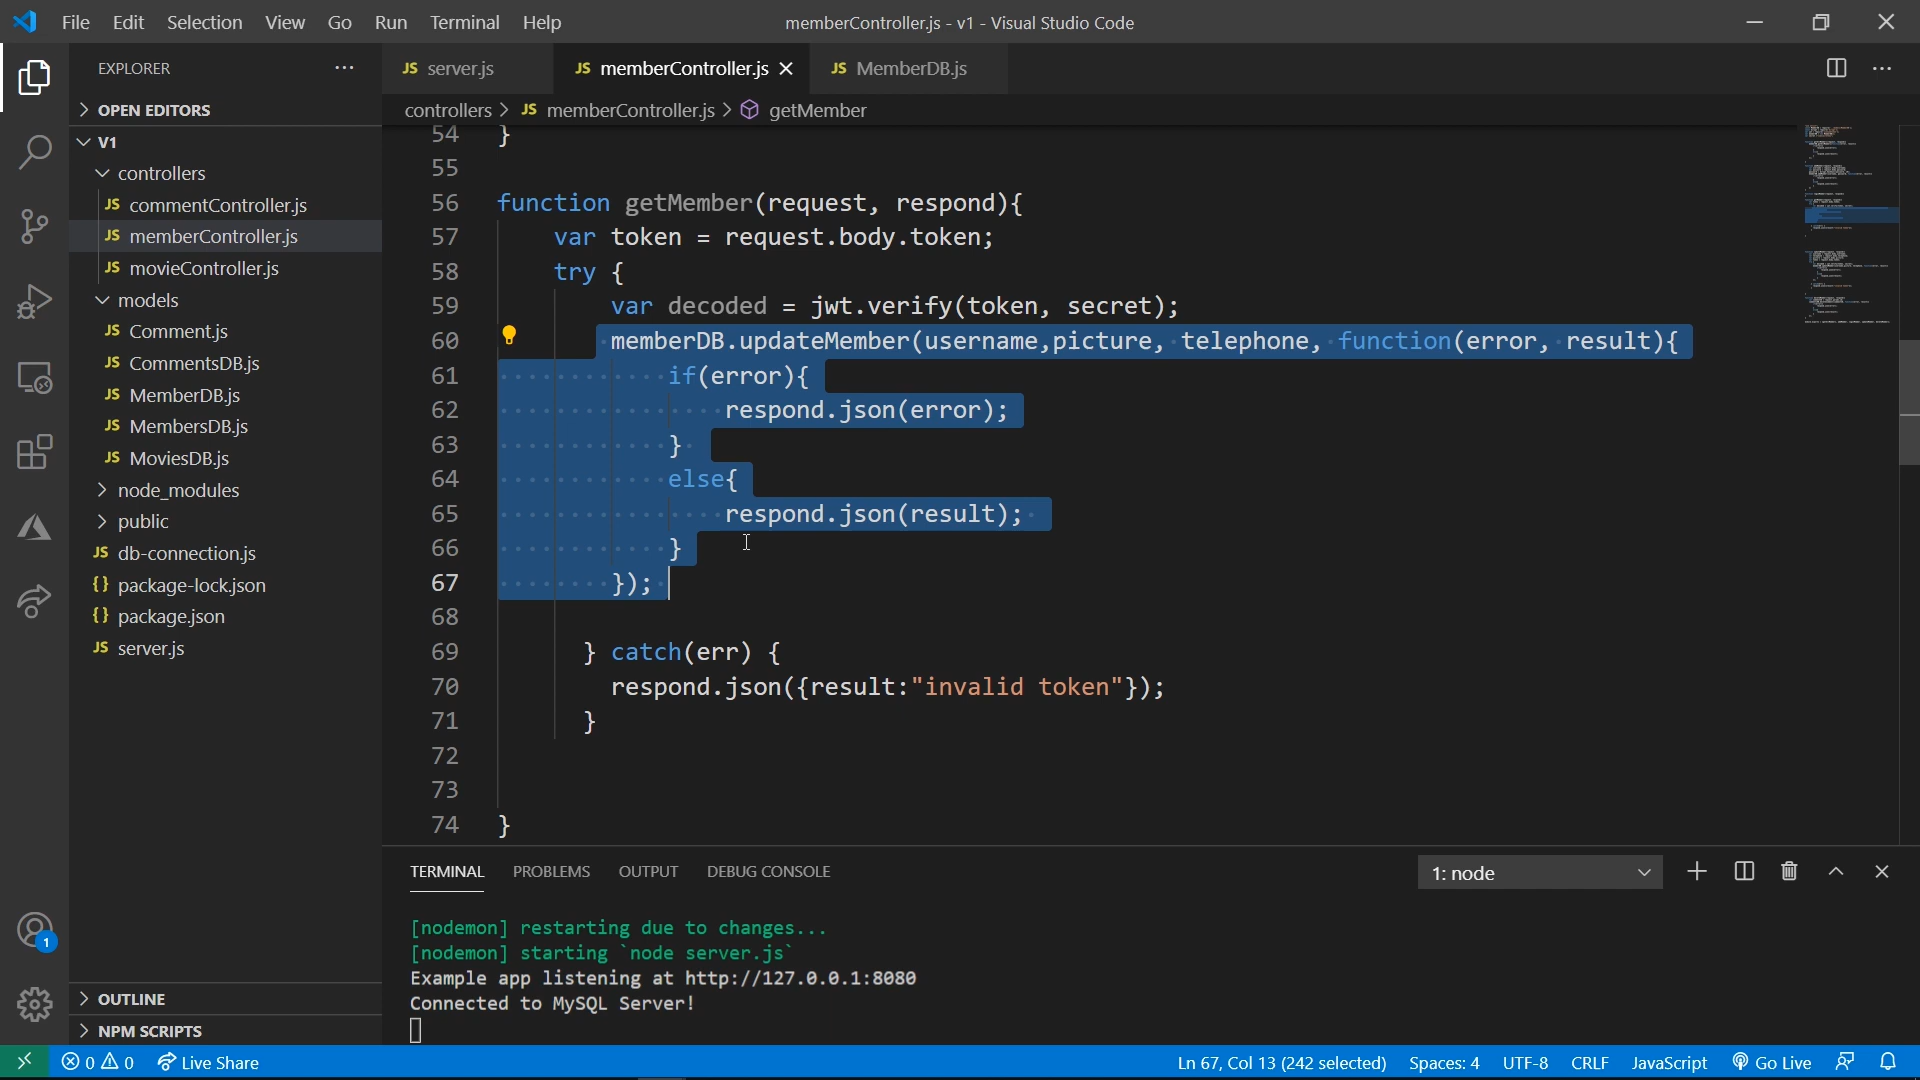 File Edit Selection View Go Run Terminal Help
memberController.js - v1 - Visual Studio Code
EXPLORER
OPEN EDITORS
V1
controllers
JS commentController.js
JS memberController.js
JS movieController.js
models
JS Comment.js
JS CommentsDB.js
JS MemberDB.js
JS MembersDB.js
JS MoviesDB.js
node_modules
public
JS db-connection.js
{} package-lock.json
{} package.json
JS server.js
OUTLINE
NPM SCRIPTS
JS server.js
JS memberController.js
JS MemberDB.js
controllers > JS memberController.js > getMember
54 }
55
56 function getMember(request, respond){
57 var token = request.body.token;
58 try {
59 var decoded = jwt.verify(token, secret);
60 memberDB.updateMember(username,picture, telephone, function(error, result){
61 if(error){
62 respond.json(error);
63 }
64 else{
65 respond.json(result);
66 }
67 });
68
69 } catch(err) {
70 respond.json({result:"invalid token"});
71 }
72
73
74 }
TERMINAL PROBLEMS OUTPUT DEBUG CONSOLE
1: node
[nodemon] restarting due to changes...
[nodemon] starting `node server.js`
Example app listening at http://127.0.0.1:8080
Connected to MySQL Server!
1
0 0 Live Share
Ln 67, Col 13 (242 selected) Spaces: 4 UTF-8 CRLF JavaScript Go Live